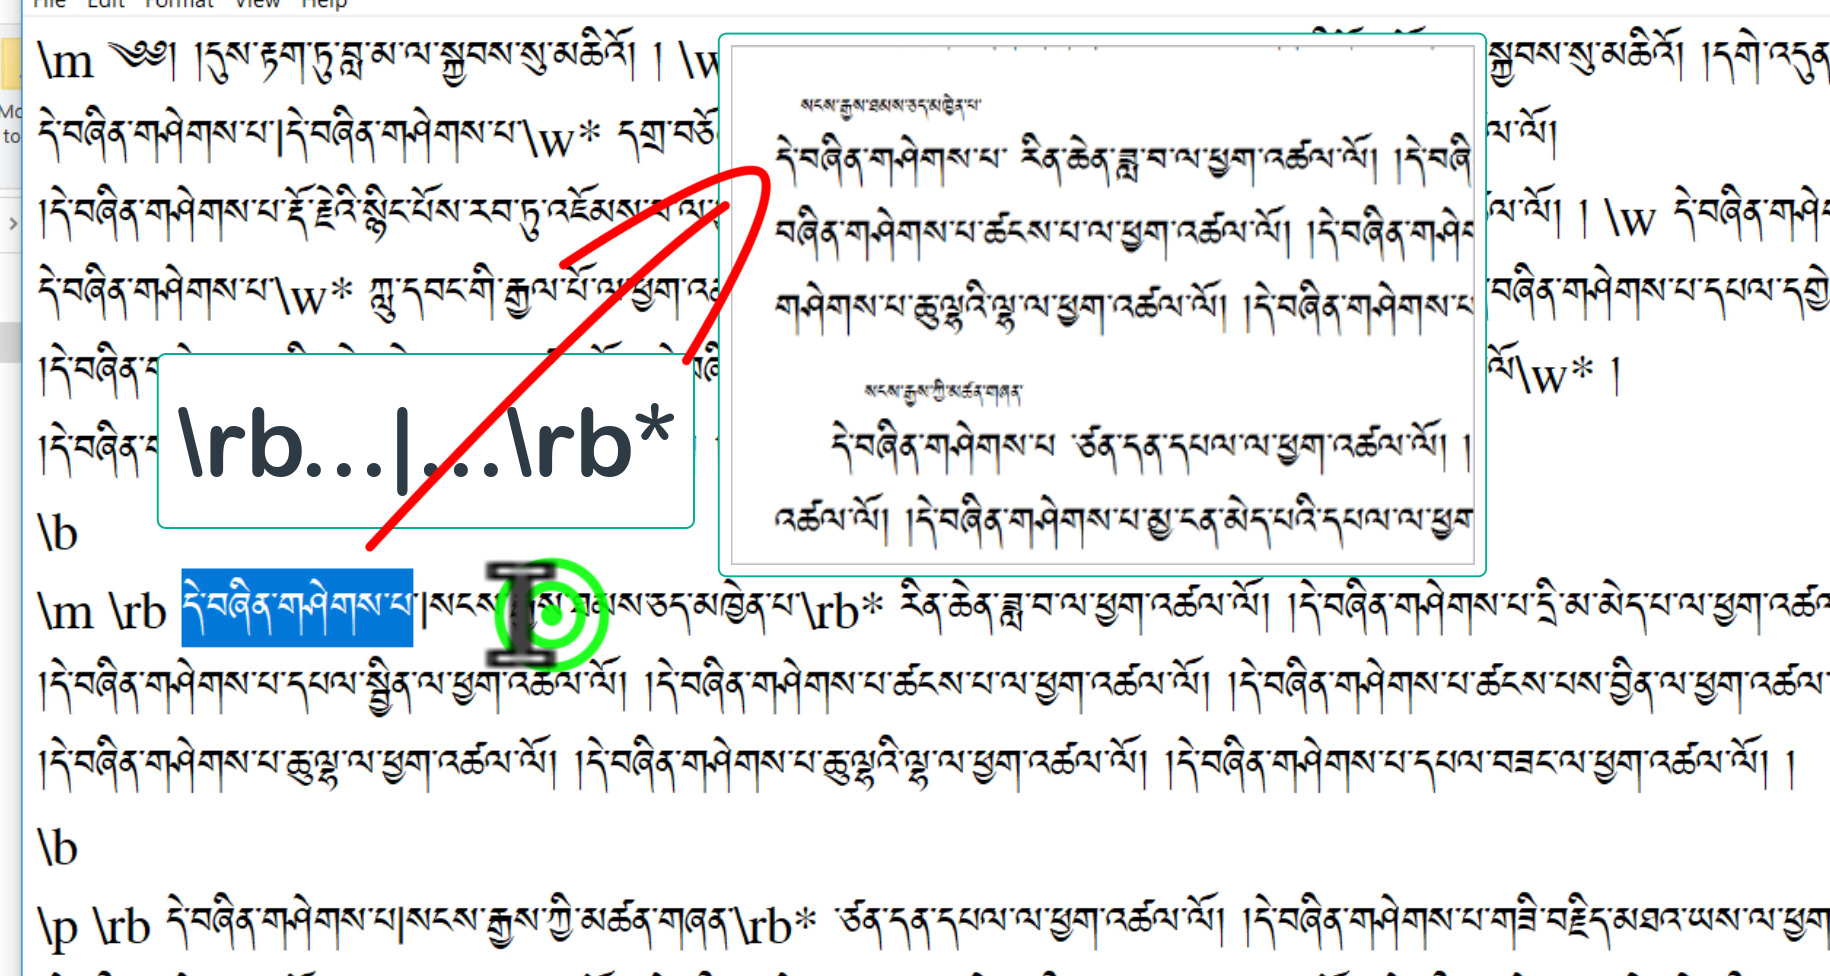 File Edit Format View Help
\m ༄༅། །དུས་རྟག་ཏུ་བླ་མ་ལ་སྐྱབས་སུ་མཆིའོ། ། \w
སྐྱབས་སུ་མཆིའོ། །དགེ་འདུན
དེ་བཞིན་གཤེགས་པ་|དེ་བཞིན་གཤེགས་པ་\w* དགྲ་བཅོ
ལ་ལོ།
།དེ་བཞིན་གཤེགས་པ་རྡོ་རྗེའི་སྙིང་པོས་རབ་ཏུ་འཇོམས་པ་ལ་
ལ་ལོ། ། \w དེ་བཞིན་གཤེ
དེ་བཞིན་གཤེགས་པ་\w* ཀླུ་དབང་གི་རྒྱལ་པོ་ལ་ཕྱག་འཚ
བཞིན་གཤེགས་པ་དཔལ་དགྱེ
།དེ་བཞིན་
ལོ\w* །
།དེ་བཞིན་
\b
\m \rb དེ་བཞིན་གཤེགས་པ་|སངས་རྒྱས་ཐམས་ཅད་མཁྱེན་པ་\rb* རིན་ཆེན་ཟླ་བ་ལ་ཕྱག་འཚལ་ལོ། །དེ་བཞིན་གཤེགས་པ་དྲི་མ་མེད་པ་ལ་ཕྱག་འཚལ
།དེ་བཞིན་གཤེགས་པ་དཔལ་སྦྱིན་ལ་ཕྱག་འཚལ་ལོ། །དེ་བཞིན་གཤེགས་པ་ཚངས་པ་ལ་ཕྱག་འཚལ་ལོ། །དེ་བཞིན་གཤེགས་པ་ཚངས་པས་བྱིན་ལ་ཕྱག་འཚལ་
།དེ་བཞིན་གཤེགས་པ་ཆུ་ལྷ་ལ་ཕྱག་འཚལ་ལོ། །དེ་བཞིན་གཤེགས་པ་ཆུ་ལྷའི་ལྷ་ལ་ཕྱག་འཚལ་ལོ། །དེ་བཞིན་གཤེགས་པ་དཔལ་བཟང་ལ་ཕྱག་འཚལ་ལོ། །
\b
\p \rb དེ་བཞིན་གཤེགས་པ|སངས་རྒྱས་ཀྱི་མཚན་གཞན་\rb* ཙན་དན་དཔལ་ལ་ཕྱག་འཚལ་ལོ། །དེ་བཞིན་གཤེགས་པ་གཟི་བརྗིད་མཐའ་ཡས་ལ་ཕྱག
\rb...|...\rb*
སངས་རྒྱས་ཐམས་ཅད་མཁྱེན་པ་
དེ་བཞིན་གཤེགས་པ་ རིན་ཆེན་ཟླ་བ་ལ་ཕྱག་འཚལ་ལོ། །དེ་བཞི
བཞིན་གཤེགས་པ་ཚངས་པ་ལ་ཕྱག་འཚལ་ལོ། །དེ་བཞིན་གཤེ
གཤེགས་པ་ཆུ་ལྷའི་ལྷ་ལ་ཕྱག་འཚལ་ལོ། །དེ་བཞིན་གཤེགས་པ
སངས་རྒྱས་ཀྱི་མཚན་གཞན་
དེ་བཞིན་གཤེགས་པ ཙན་དན་དཔལ་ལ་ཕྱག་འཚལ་ལོ། །
འཚལ་ལོ། །དེ་བཞིན་གཤེགས་པ་མྱ་ངན་མེད་པའི་དཔལ་ལ་ཕྱག